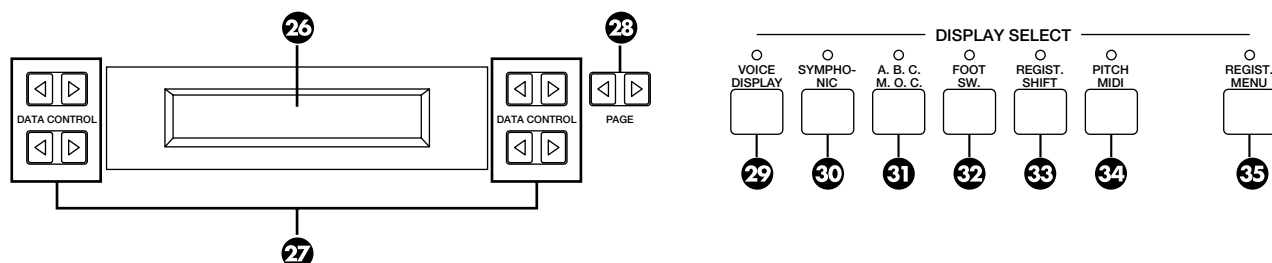 26
28
DATA CONTROL
DATA CONTROL
PAGE
27
DISPLAY SELECT
VOICE
DISPLAY
SYMPHO-
NIC
A. B. C.
M. O. C.
FOOT
SW.
REGIST.
SHIFT
PITCH
MIDI
REGIST.
MENU
29
30
31
32
33
34
35